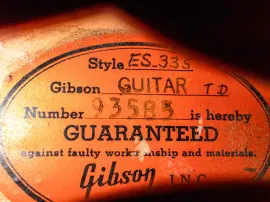 Style ES-335
Gibson GUITAR TD
Number 93585 is hereby
GUARANTEED
against faulty workmanship and materials.
Gibson INC